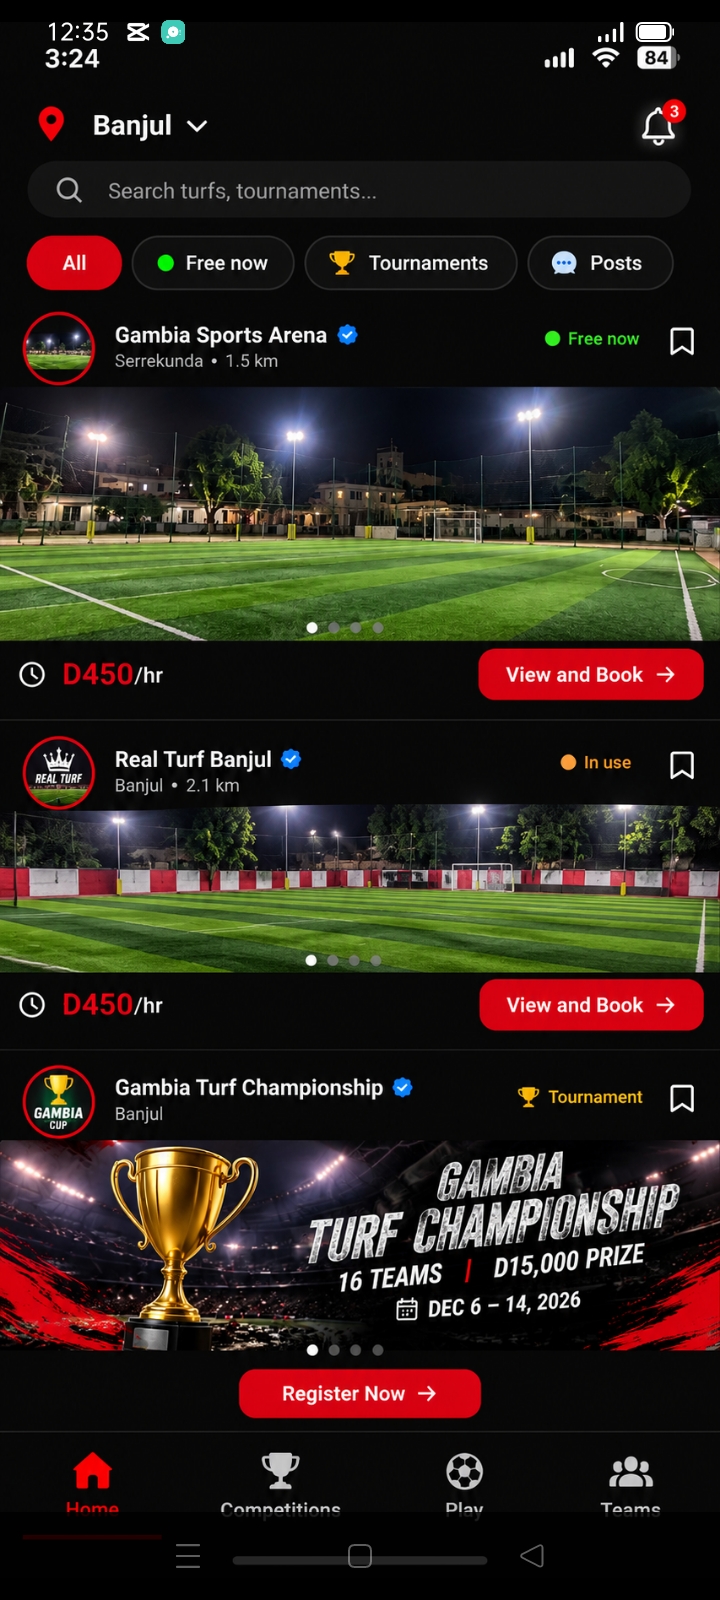 12:35
3:24
84
Banjul
3
Search turfs, tournaments...
All
Free now
Tournaments
Posts
Gambia Sports Arena
Free now
Serrekunda • 1.5 km
D450/hr
View and Book →
REAL TURF
Real Turf Banjul
In use
Banjul • 2.1 km
D450/hr
View and Book →
GAMBIA
CUP
Gambia Turf Championship
Tournament
Banjul
GAMBIA
TURF CHAMPIONSHIP
16 TEAMS / D15,000 PRIZE
DEC 6 – 14, 2026
Register Now →
Home
Competitions
Play
Teams